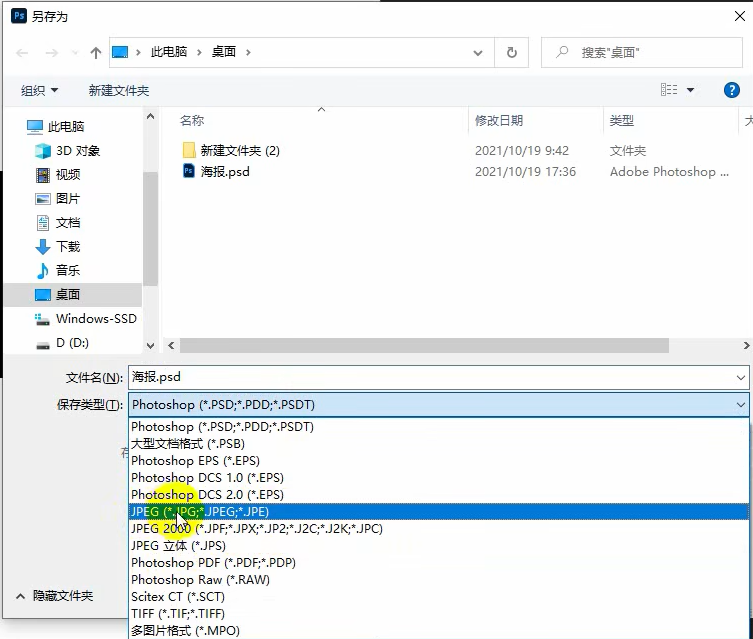 Ps 另存为
此电脑 > 桌面 >
搜索"桌面"
组织
新建文件夹
?
名称
修改日期
类型
此电脑
3D 对象
视频
图片
文档
下载
音乐
桌面
Windows-SSD
D (D:)
新建文件夹 (2)
2021/10/19 9:42
文件夹
Ps 海报.psd
2021/10/19 17:36
Adobe Photoshop ...
文件名(N):
海报.psd
保存类型(T):
Photoshop (*.PSD;*.PDD;*.PSDT)
Photoshop (*.PSD;*.PDD;*.PSDT)
大型文档格式 (*.PSB)
Photoshop EPS (*.EPS)
Photoshop DCS 1.0 (*.EPS)
Photoshop DCS 2.0 (*.EPS)
JPEG (*.JPG;*.JPEG;*.JPE)
JPEG 2000 (*.JPF;*.JPX;*.JP2;*.J2C;*.J2K;*.JPC)
JPEG 立体 (*.JPS)
Photoshop PDF (*.PDF;*.PDP)
Photoshop Raw (*.RAW)
Scitex CT (*.SCT)
TIFF (*.TIF;*.TIFF)
多图片格式 (*.MPO)
隐藏文件夹